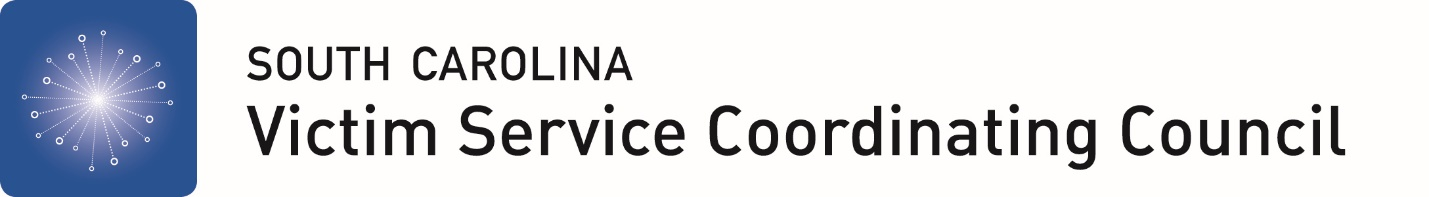 SOUTH CAROLINA
Victim Service Coordinating Council